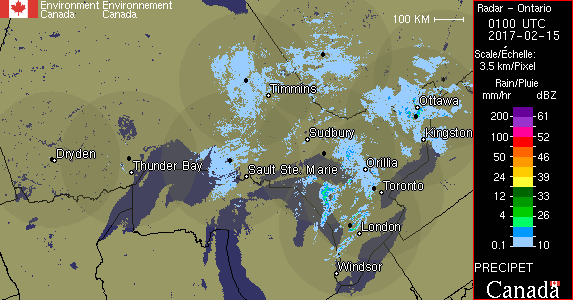 Environment Environnement
Canada Canada
100 KM
Radar - Ontario
0100 UTC
2017-02-15
Scale/Échelle:
3.5 km/Pixel
Rain/Pluie
mm/hr dBZ
200 61
100 52
50 46
24 39
12 33
4 26
0.1 10
PRECIPET
Canada
Timmins
Ottawa
Kingston
Sudbury
Dryden
Thunder Bay
Sault Ste. Marie
Orillia
Toronto
London
Windsor